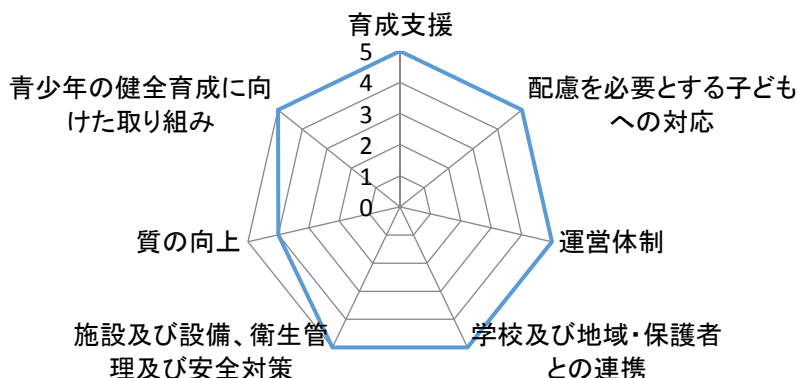 育成支援
5
4
3
2
1
0
配慮を必要とする子ども
への対応
運営体制
学校及び地域・保護者
との連携
施設及び設備、衛生管
理及び安全対策
質の向上
青少年の健全育成に向
けた取り組み